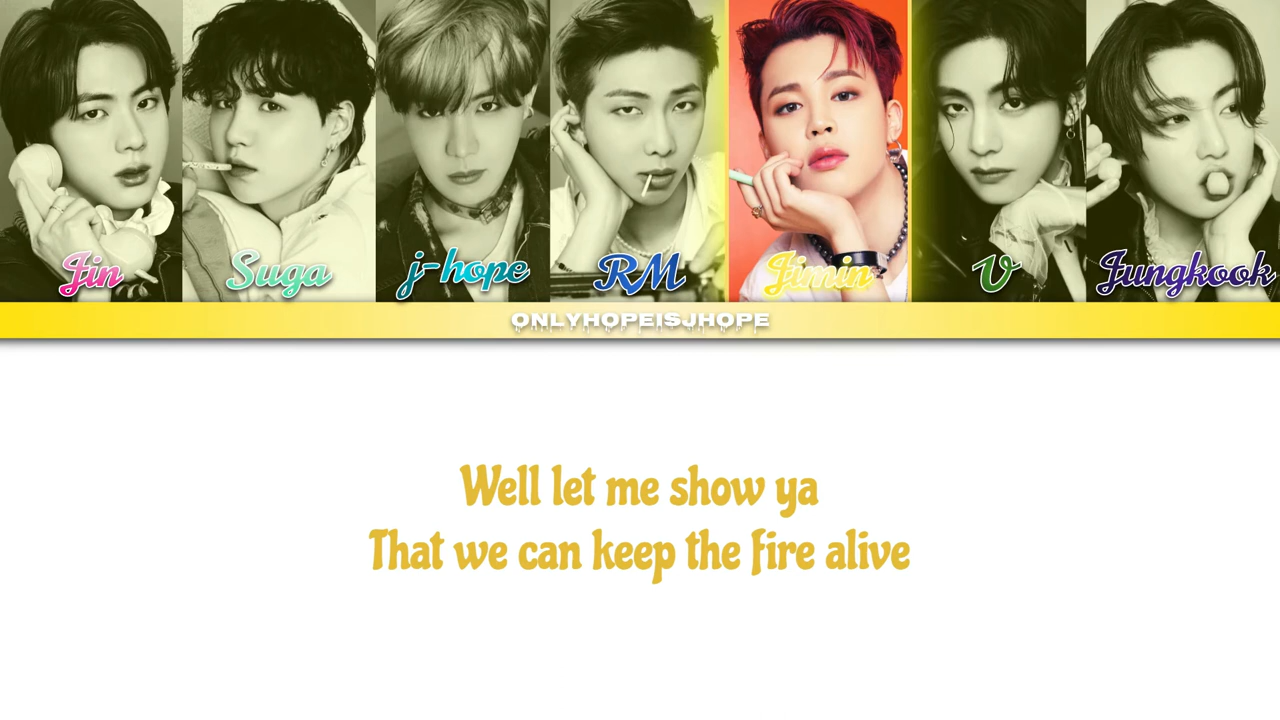 Jin Suga j-hope RM Jimin V Jungkook
ONLYHOPEISJHOPE
Well let me show ya
That we can keep the fire alive